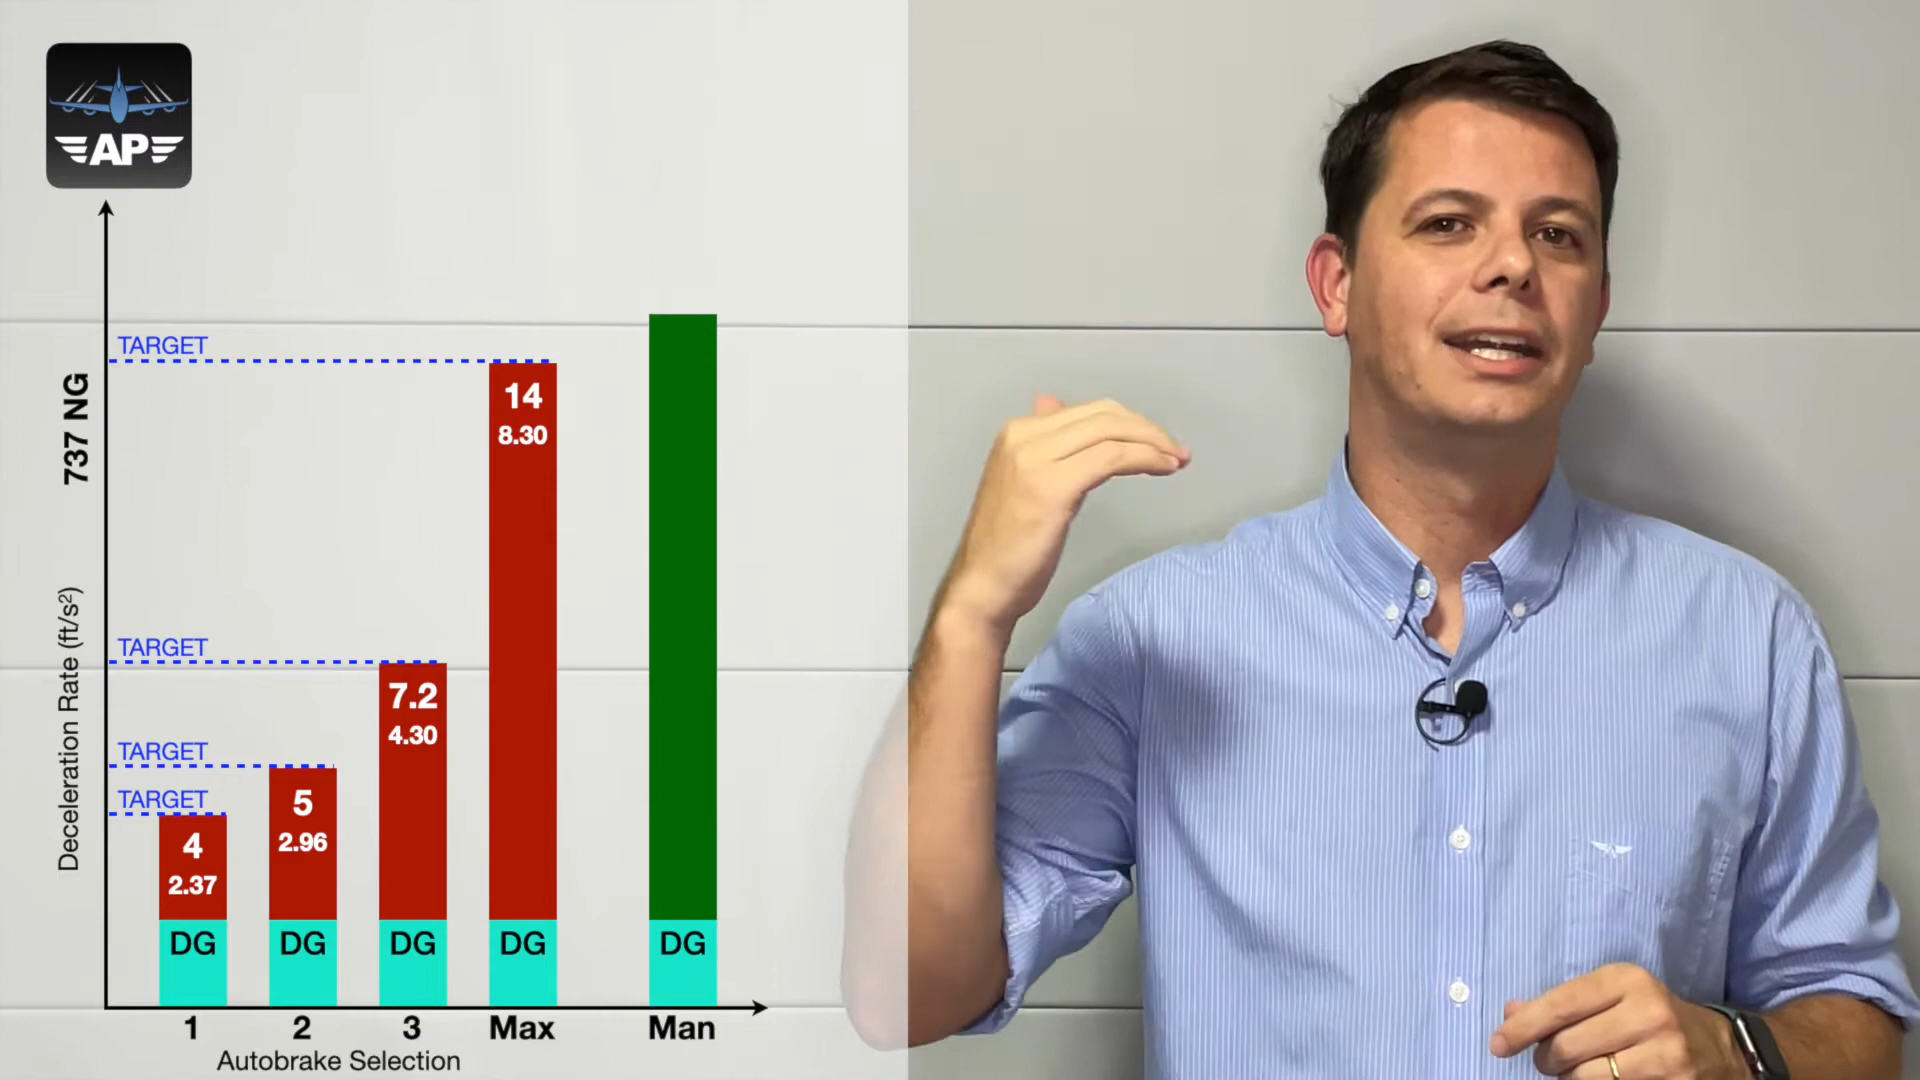 AP
737 NG
Deceleration Rate (ft/s²)
TARGET
TARGET
TARGET
TARGET
14
8.30
7.2
4.30
5
2.96
4
2.37
DG DG DG DG DG
1 2 3 Max Man
Autobrake Selection